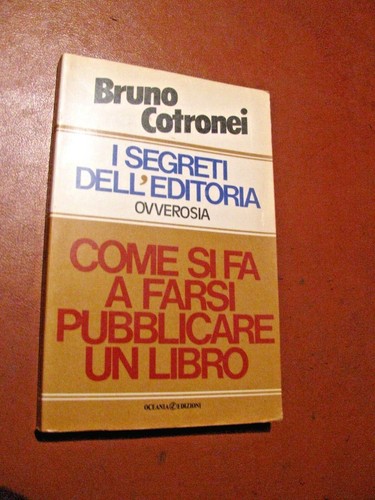 Bruno
Cotronei
I SEGRETI
DELL'EDITORIA
OVVEROSIA
COME SI FA
A FARSI
PUBBLICARE
UN LIBRO
OCEANIA EDIZIONI